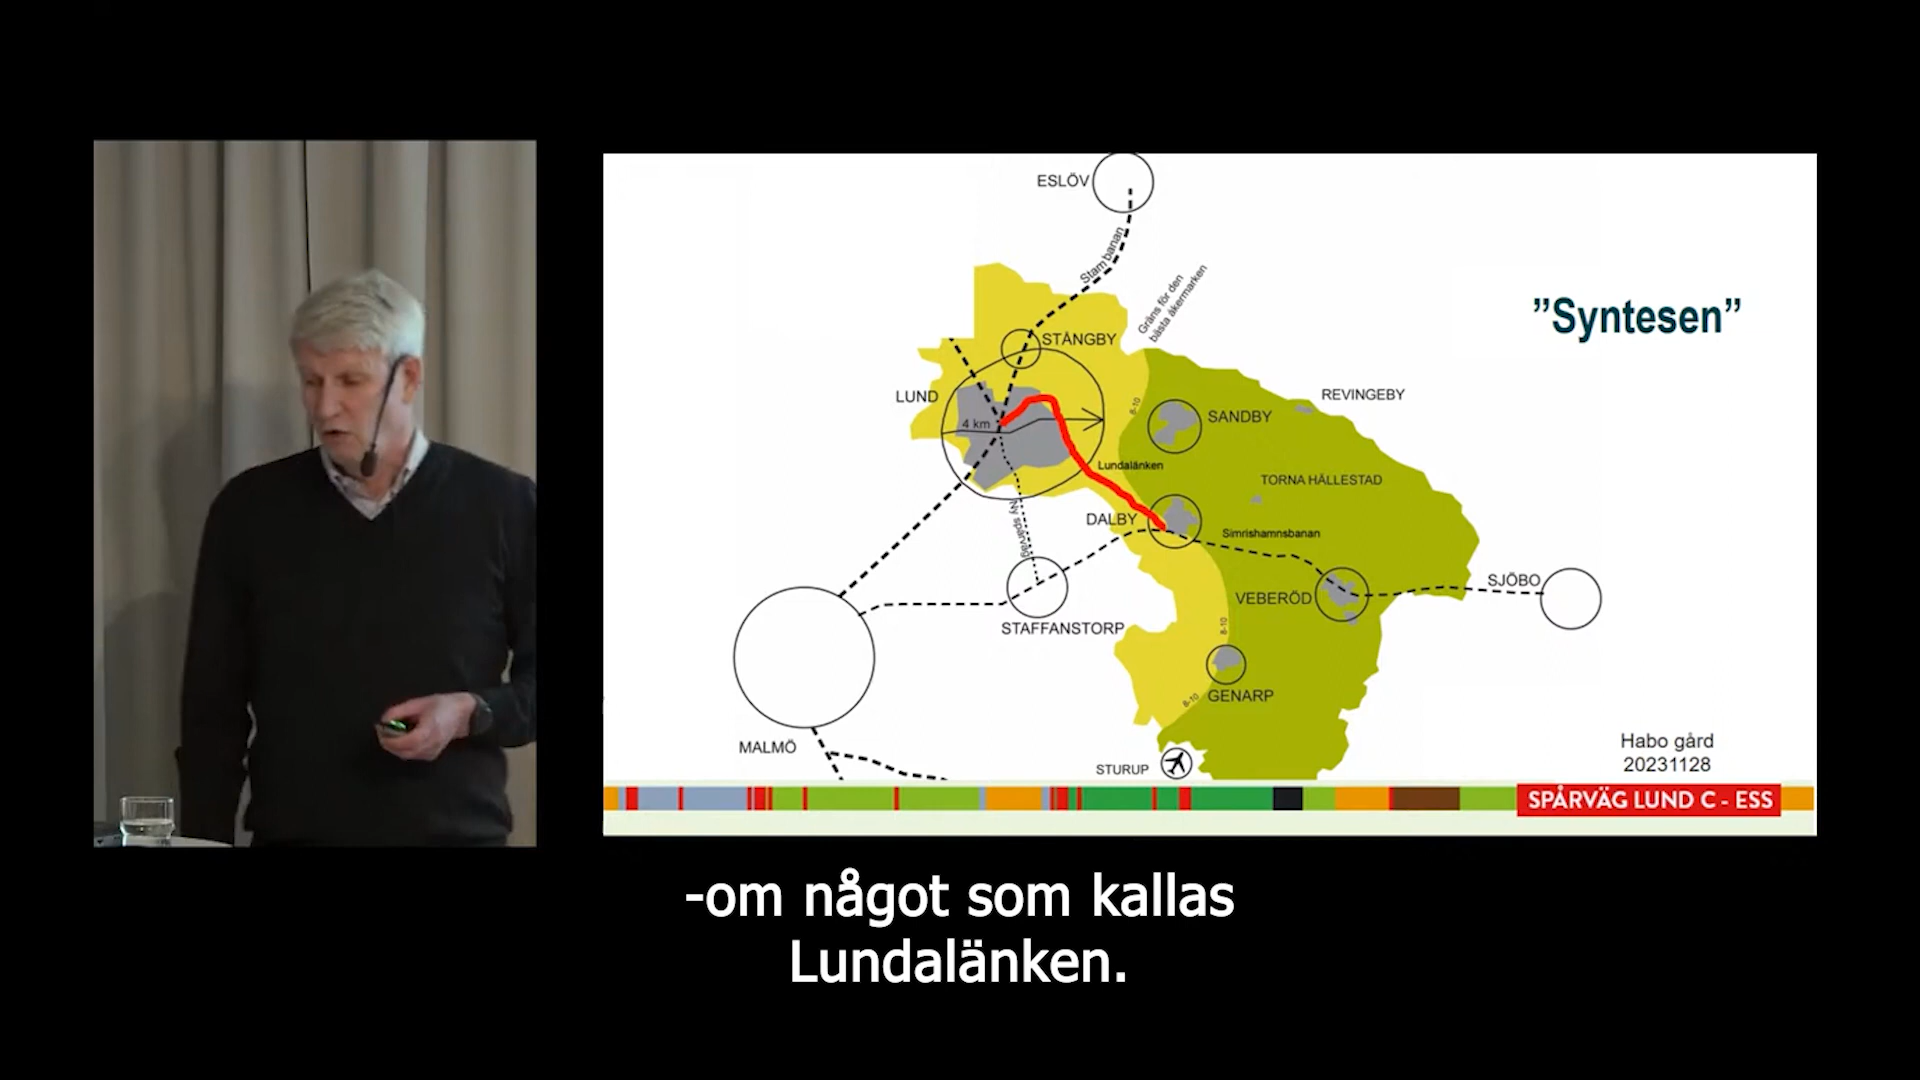 ESLÖV
Stambanan
Gräns för den
bästa åkermarken
"Syntesen"
STÅNGBY
LUND
REVINGEBY
8-10
SANDBY
4 km
Lundalänken
TORNA HÄLLESTAD
Ny spårväg
DALBY
Simrishamnsbanan
SJÖBO
VEBERÖD
STAFFANSTORP
8-10
GENARP
8-10
MALMÖ
STURUP
Habo gård
20231128
SPÅRVÄG LUND C - ESS
-om något som kallas
Lundalänken.